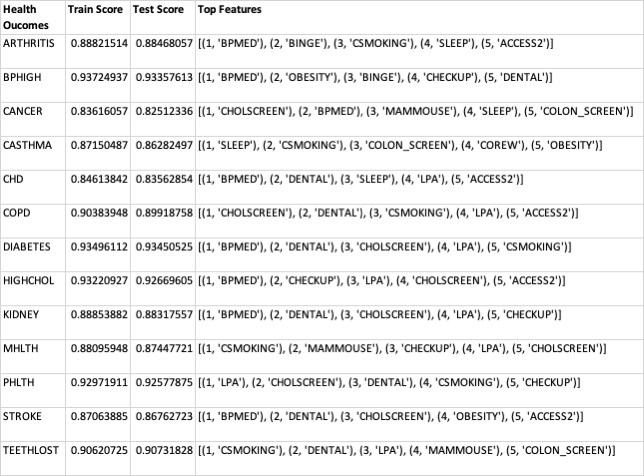 Health Oucomes Train Score Test Score Top Features
ARTHRITIS 0.88821514 0.88468057 [(1, 'BPMED'), (2, 'BINGE'), (3, 'CSMOKING'), (4, 'SLEEP'), (5, 'ACCESS2')]
BPHIGH 0.93724937 0.93357613 [(1, 'BPMED'), (2, 'OBESITY'), (3, 'BINGE'), (4, 'CHECKUP'), (5, 'DENTAL')]
CANCER 0.83616057 0.82512336 [(1, 'CHOLSCREEN'), (2, 'BPMED'), (3, 'MAMMOUSE'), (4, 'SLEEP'), (5, 'COLON_SCREEN')]
CASTHMA 0.87150487 0.86282497 [(1, 'SLEEP'), (2, 'CSMOKING'), (3, 'COLON_SCREEN'), (4, 'COREW'), (5, 'OBESITY')]
CHD 0.84613842 0.83562854 [(1, 'BPMED'), (2, 'DENTAL'), (3, 'SLEEP'), (4, 'LPA'), (5, 'ACCESS2')]
COPD 0.90383948 0.89918758 [(1, 'CHOLSCREEN'), (2, 'DENTAL'), (3, 'CSMOKING'), (4, 'LPA'), (5, 'ACCESS2')]
DIABETES 0.93496112 0.93450525 [(1, 'BPMED'), (2, 'DENTAL'), (3, 'CHOLSCREEN'), (4, 'LPA'), (5, 'CSMOKING')]
HIGHCHOL 0.93220927 0.92669605 [(1, 'BPMED'), (2, 'CHECKUP'), (3, 'LPA'), (4, 'CHOLSCREEN'), (5, 'ACCESS2')]
KIDNEY 0.88853882 0.88317557 [(1, 'BPMED'), (2, 'DENTAL'), (3, 'CHOLSCREEN'), (4, 'LPA'), (5, 'CHECKUP')]
MHLTH 0.88095948 0.87447721 [(1, 'CSMOKING'), (2, 'MAMMOUSE'), (3, 'CHECKUP'), (4, 'LPA'), (5, 'CHOLSCREEN')]
PHLTH 0.92971911 0.92577875 [(1, 'LPA'), (2, 'CHOLSCREEN'), (3, 'DENTAL'), (4, 'CSMOKING'), (5, 'CHECKUP')]
STROKE 0.87063885 0.86762723 [(1, 'BPMED'), (2, 'DENTAL'), (3, 'CHOLSCREEN'), (4, 'OBESITY'), (5, 'ACCESS2')]
TEETHLOST 0.90620725 0.90731828 [(1, 'CSMOKING'), (2, 'DENTAL'), (3, 'LPA'), (4, 'MAMMOUSE'), (5, 'COLON_SCREEN')]